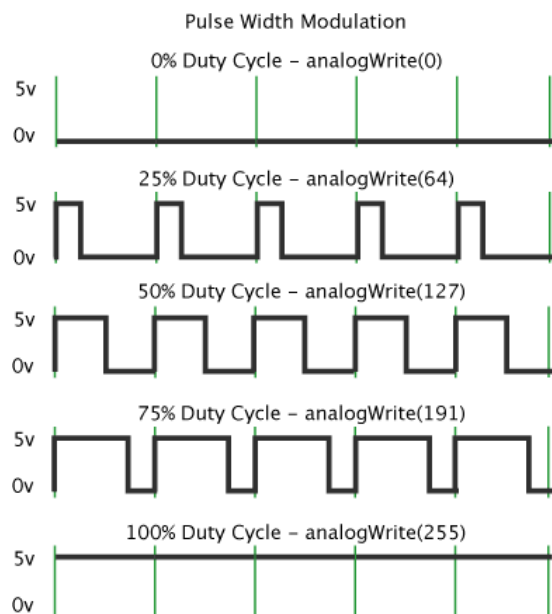 Pulse Width Modulation
0% Duty Cycle – analogWrite(0)
5v
0v
25% Duty Cycle – analogWrite(64)
5v
0v
50% Duty Cycle – analogWrite(127)
5v
0v
75% Duty Cycle – analogWrite(191)
5v
0v
100% Duty Cycle – analogWrite(255)
5v
0v